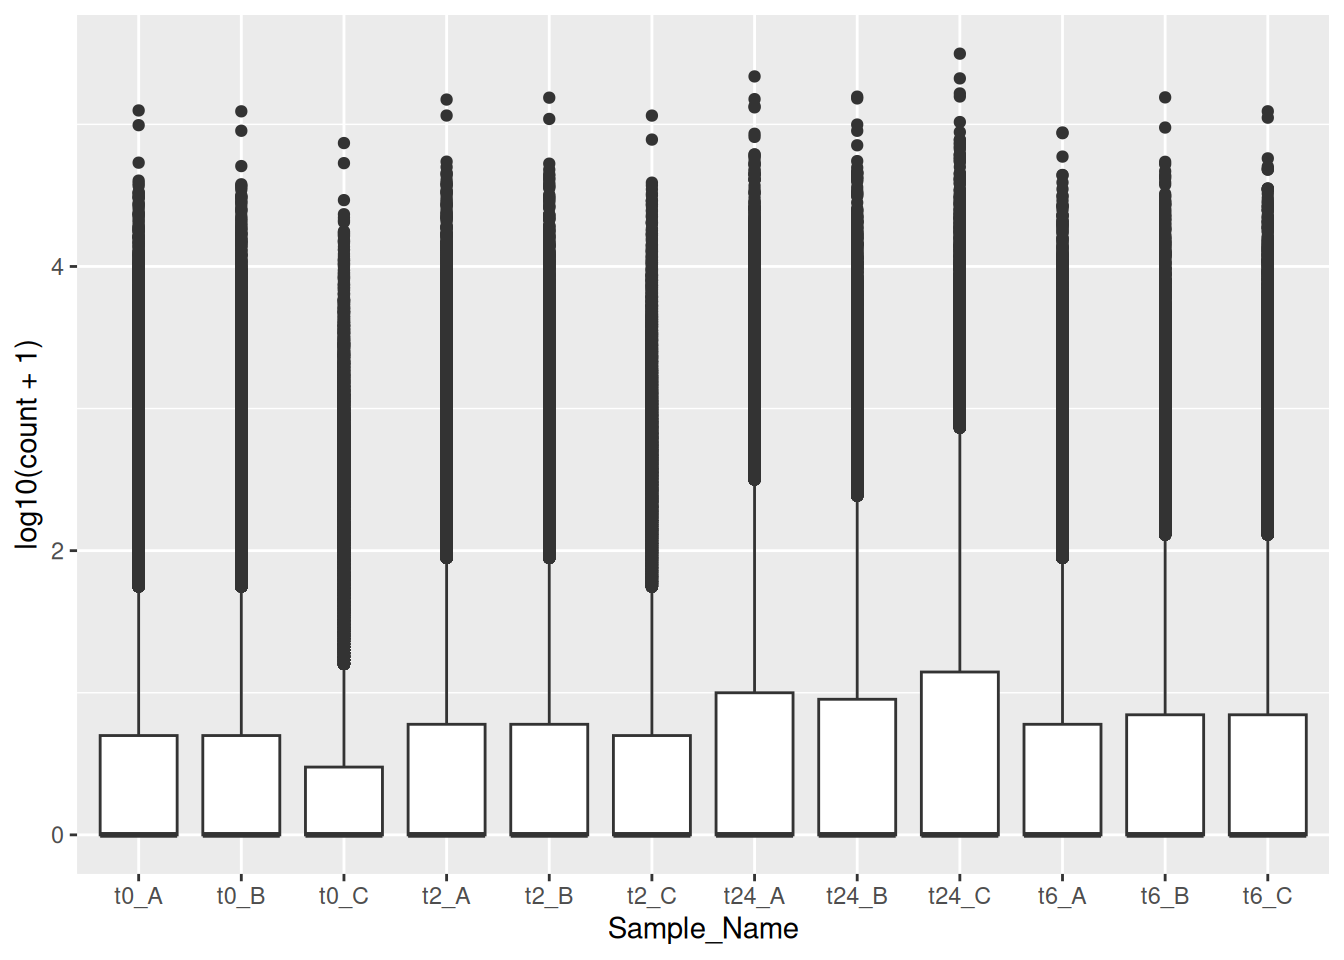 log10(count + 1)
4
2
0
t0_A t0_B t0_C t2_A t2_B t2_C t24_A t24_B t24_C t6_A t6_B t6_C
Sample_Name